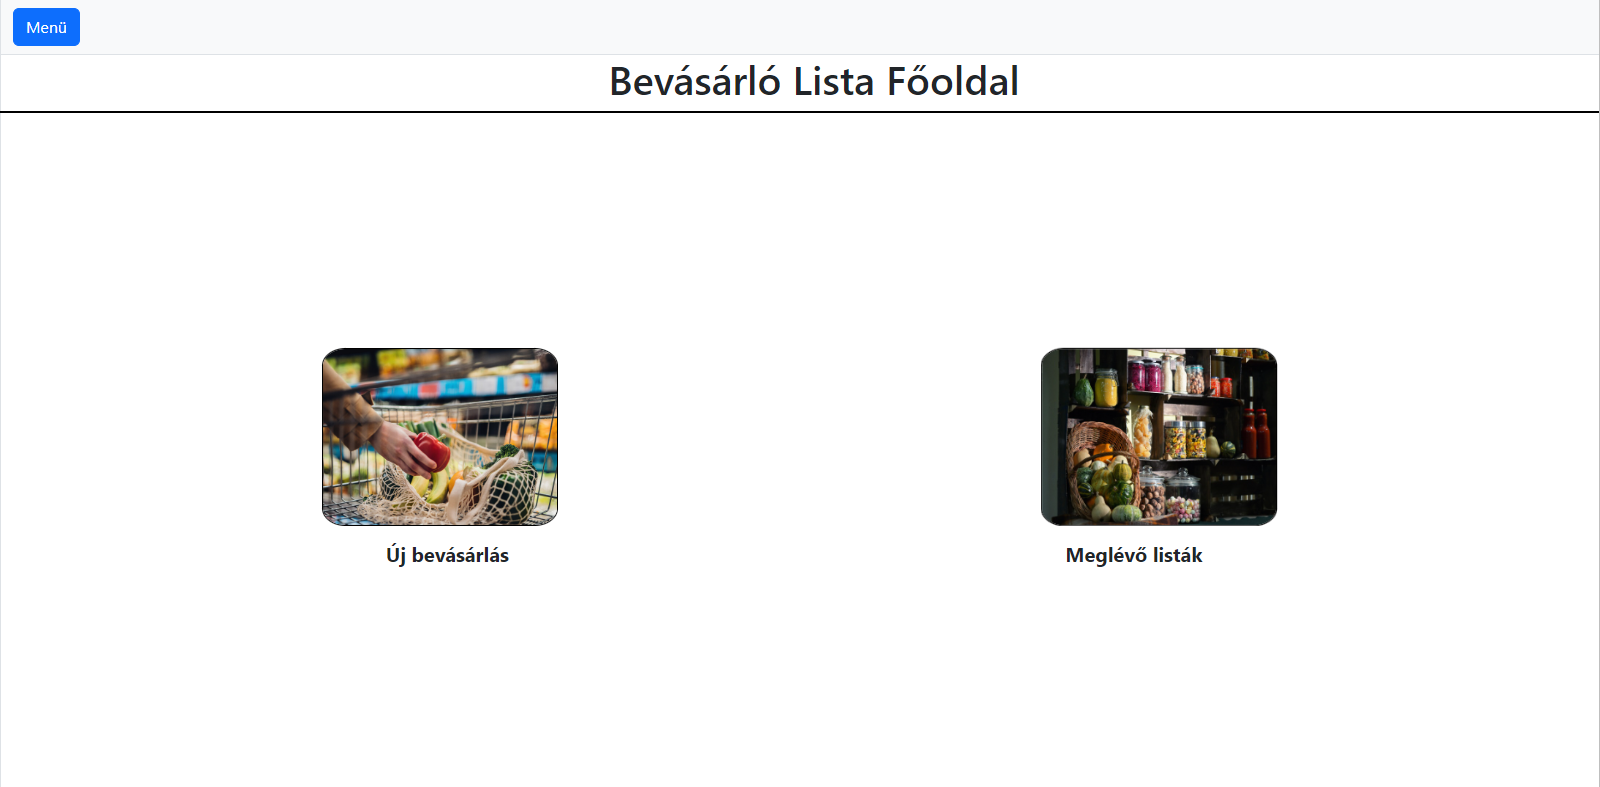 Menü
Bevásárló Lista Főoldal
Új bevásárlás
Meglévő listák